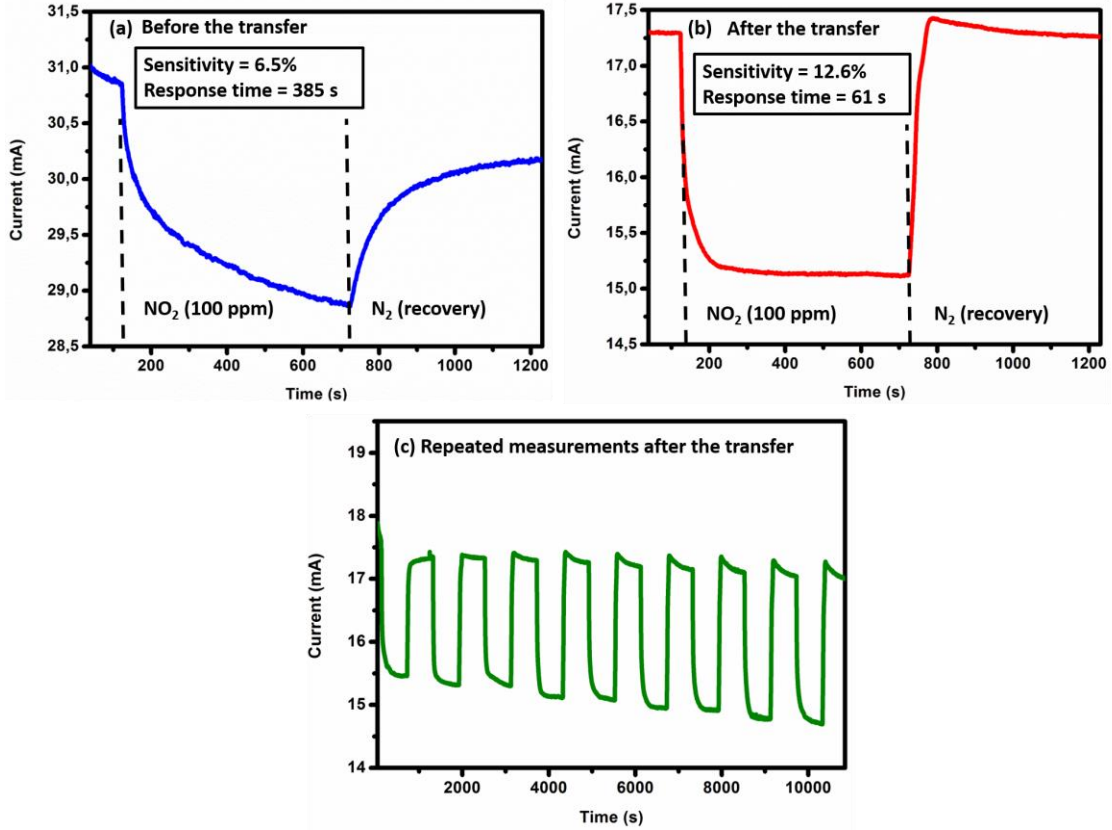 (a) Before the transfer
Sensitivity = 6.5%
Response time = 385 s
31,5
31,0
30,5
30,0
29,5
29,0
28,5
Current (mA)
NO₂ (100 ppm)
N₂ (recovery)
200 400 600 800 1000 1200
Time (s)
(b) After the transfer
Sensitivity = 12.6%
Response time = 61 s
17,5
17,0
16,5
16,0
15,5
15,0
14,5
Current (mA)
NO₂ (100 ppm)
N₂ (recovery)
200 400 600 800 1000 1200
Time (s)
(c) Repeated measurements after the transfer
19
18
17
16
15
14
Current (mA)
2000 4000 6000 8000 10000
Time (s)